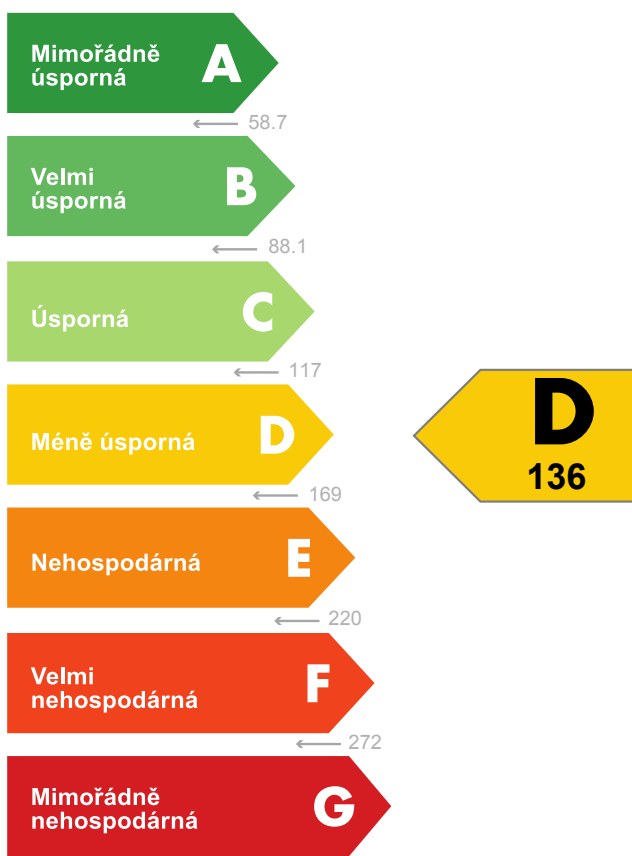 Mimořádně
úsporná
A
58.7
Velmi
úsporná
B
88.1
Úsporná
C
117
Méně úsporná
D
169
D
136
Nehospodárná
E
220
Velmi
nehospodárná
F
272
Mimořádně
nehospodárná
G